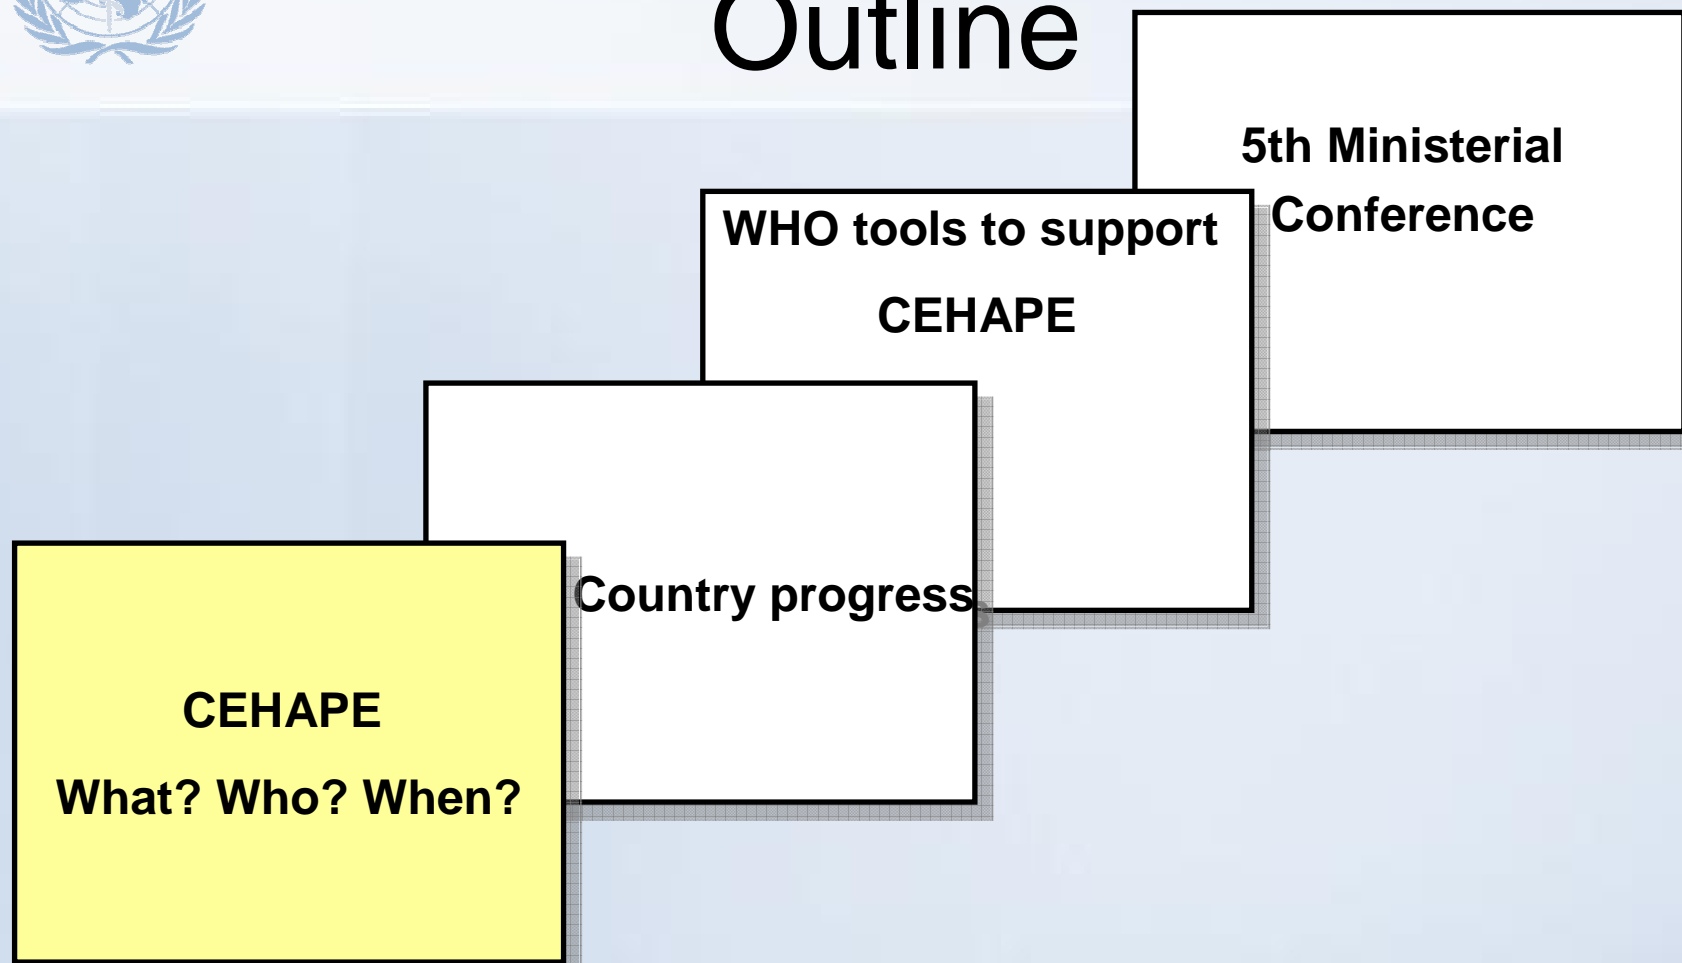 Outline
5th Ministerial
Conference
WHO tools to support
CEHAPE
Country progress
CEHAPE
What? Who? When?